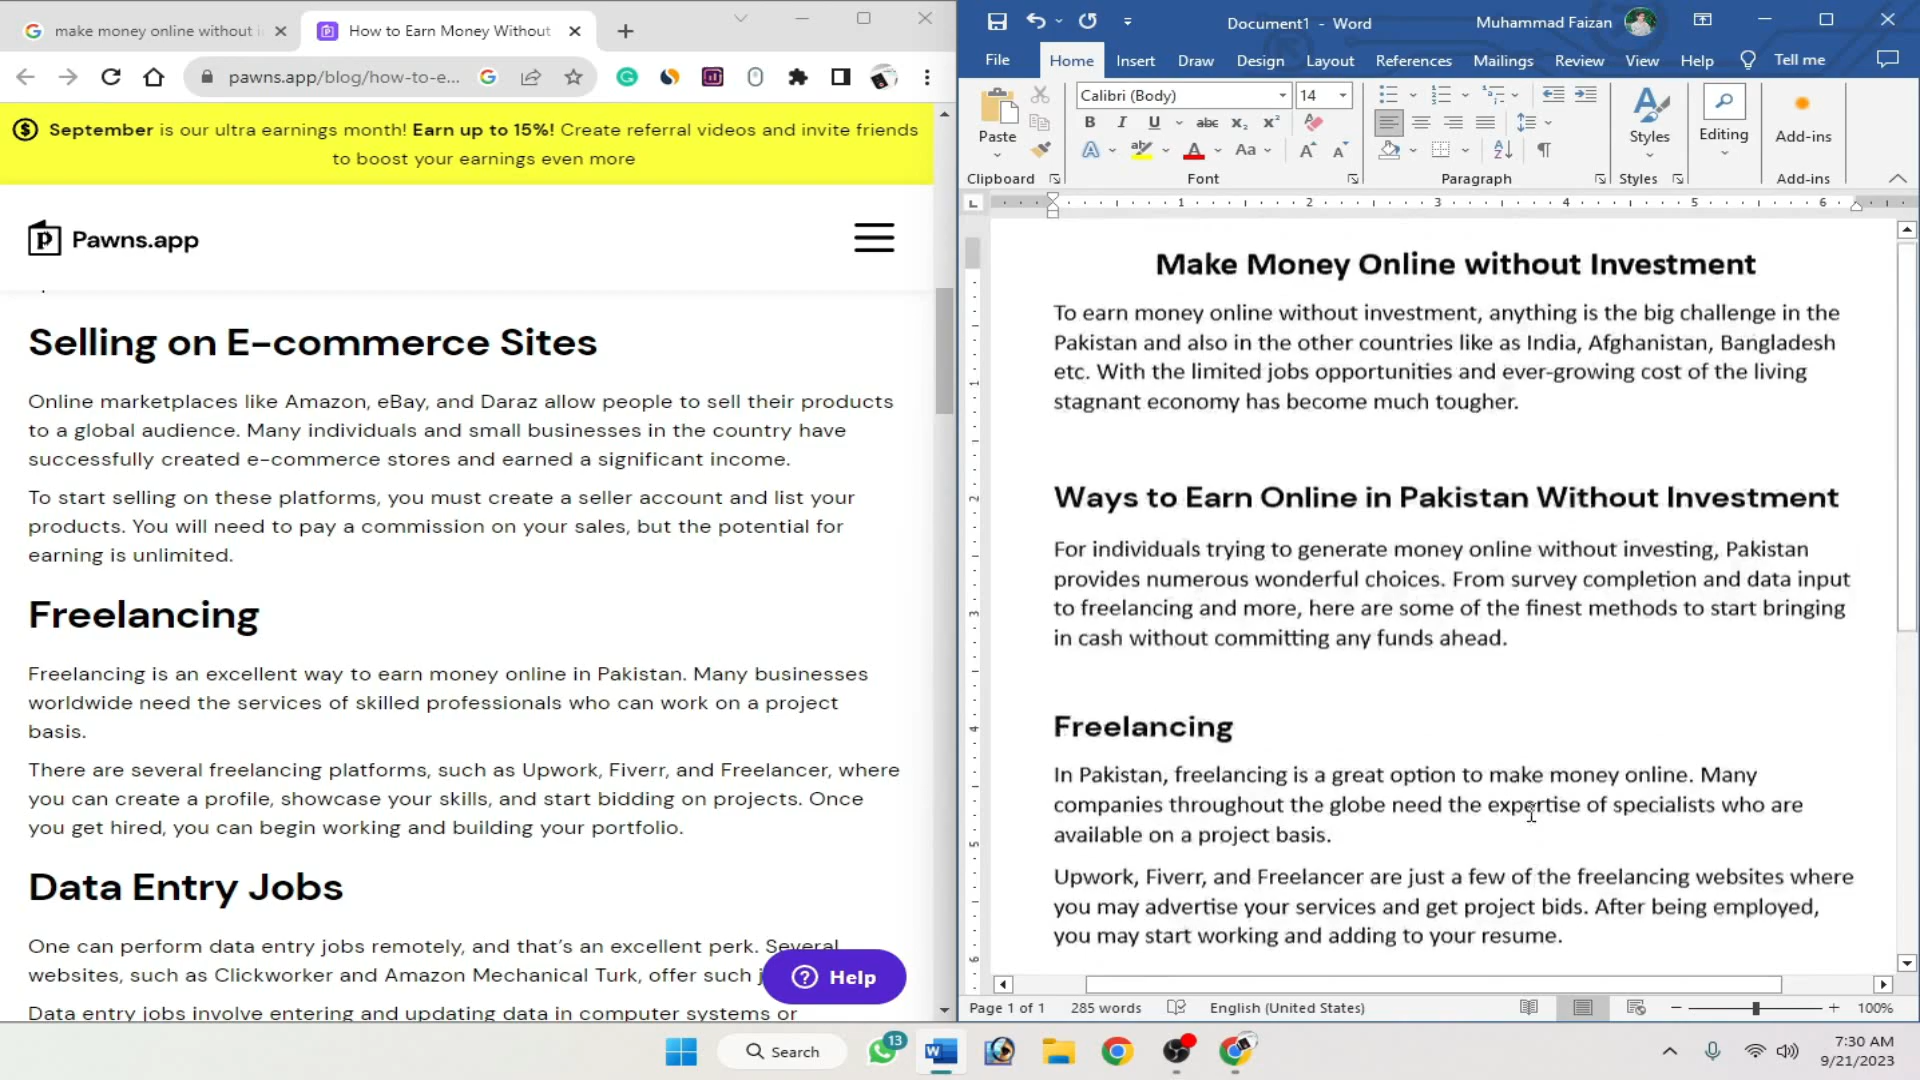 make money online without i
How to Earn Money Without
pawns.app/blog/how-to-e...
September is our ultra earnings month! Earn up to 15%! Create referral videos and invite friends
to boost your earnings even more
Pawns.app
Selling on E-commerce Sites
Online marketplaces like Amazon, eBay, and Daraz allow people to sell their products
to a global audience. Many individuals and small businesses in the country have
successfully created e-commerce stores and earned a significant income.
To start selling on these platforms, you must create a seller account and list your
products. You will need to pay a commission on your sales, but the potential for
earning is unlimited.
Freelancing
Freelancing is an excellent way to earn money online in Pakistan. Many businesses
worldwide need the services of skilled professionals who can work on a project
basis.
There are several freelancing platforms, such as Upwork, Fiverr, and Freelancer, where
you can create a profile, showcase your skills, and start bidding on projects. Once
you get hired, you can begin working and building your portfolio.
Data Entry Jobs
One can perform data entry jobs remotely, and that's an excellent perk. Several
websites, such as Clickworker and Amazon Mechanical Turk, offer such j
Data entry jobs involve entering and updating data in computer systems or
Help
Document1 - Word
Muhammad Faizan
File Home Insert Draw Design Layout References Mailings Review View Help Tell me
Calibri (Body) 14
Paste
B I U abc X₂ X²
A A Aa A A
Styles
Editing
Add-ins
Clipboard Font Paragraph Styles Add-ins
L 1 2 3 4 5 6
1 2 3 4 5 6
Make Money Online without Investment
To earn money online without investment, anything is the big challenge in the
Pakistan and also in the other countries like as India, Afghanistan, Bangladesh
etc. With the limited jobs opportunities and ever-growing cost of the living
stagnant economy has become much tougher.
Ways to Earn Online in Pakistan Without Investment
For individuals trying to generate money online without investing, Pakistan
provides numerous wonderful choices. From survey completion and data input
to freelancing and more, here are some of the finest methods to start bringing
in cash without committing any funds ahead.
Freelancing
In Pakistan, freelancing is a great option to make money online. Many
companies throughout the globe need the expertise of specialists who are
available on a project basis.
Upwork, Fiverr, and Freelancer are just a few of the freelancing websites where
you may advertise your services and get project bids. After being employed,
you may start working and adding to your resume.
Page 1 of 1 285 words English (United States) 100%
Search
13
7:30 AM
9/21/2023